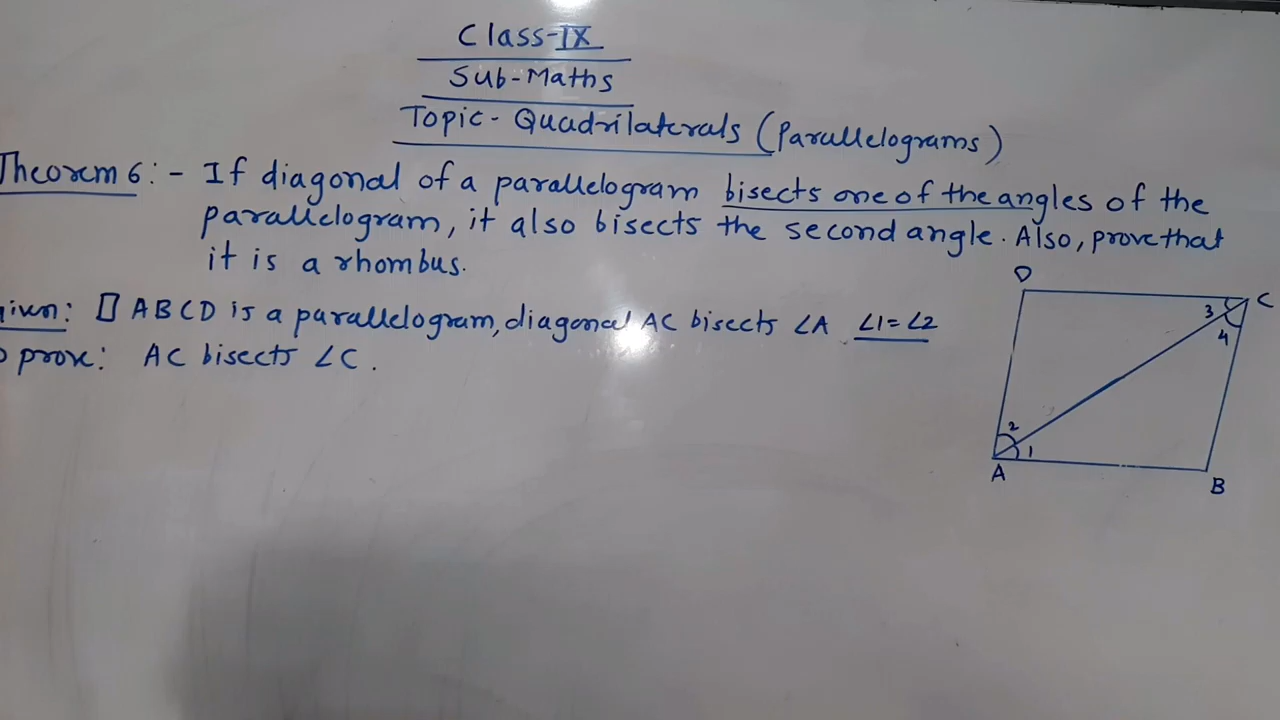 Class-IX
Sub-Maths
Topic- Quadrilaterals (Parallelograms)
Theorem 6:- If diagonal of a parallelogram bisects one of the angles of the
parallelogram, it also bisects the second angle. Also, prove that
it is a rhombus.
iven: ▯ ABCD is a parallelogram, diagonal AC bisects ∠A ∠1=∠2
o prove: AC bisects ∠C.
D
C
3
4
2
1
A
B